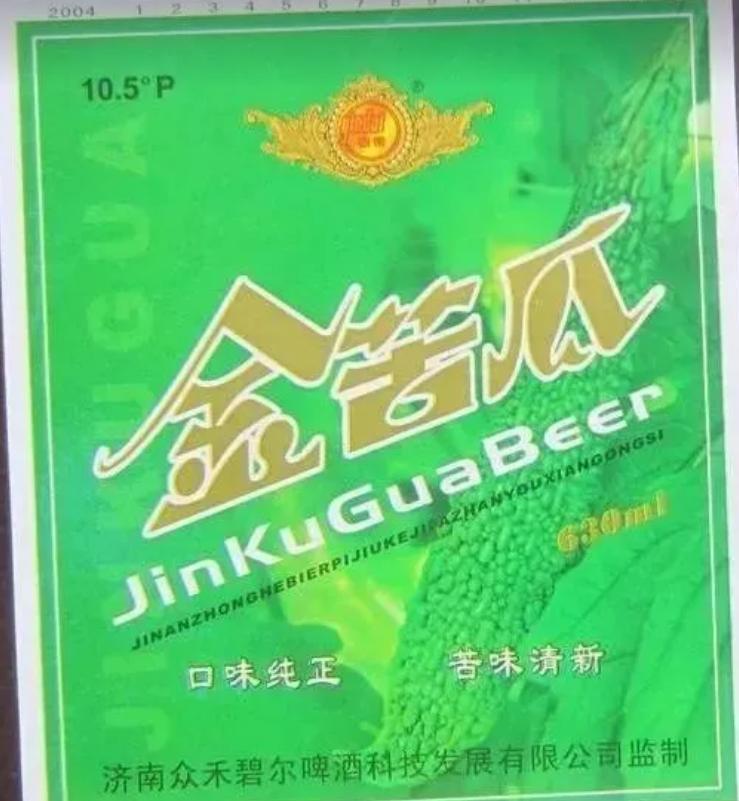 2004 1 2 3 4 5 6 7 8 9 10
10.5°P
®
JINKUGUA
金苦瓜
JinKuGuaBeer
JINANZHONGHEBIERPIJIUKEJIFAZHANYOUXIANGONGSI
630ml
口味纯正 苦味清新
济南众禾碧尔啤酒科技发展有限公司监制